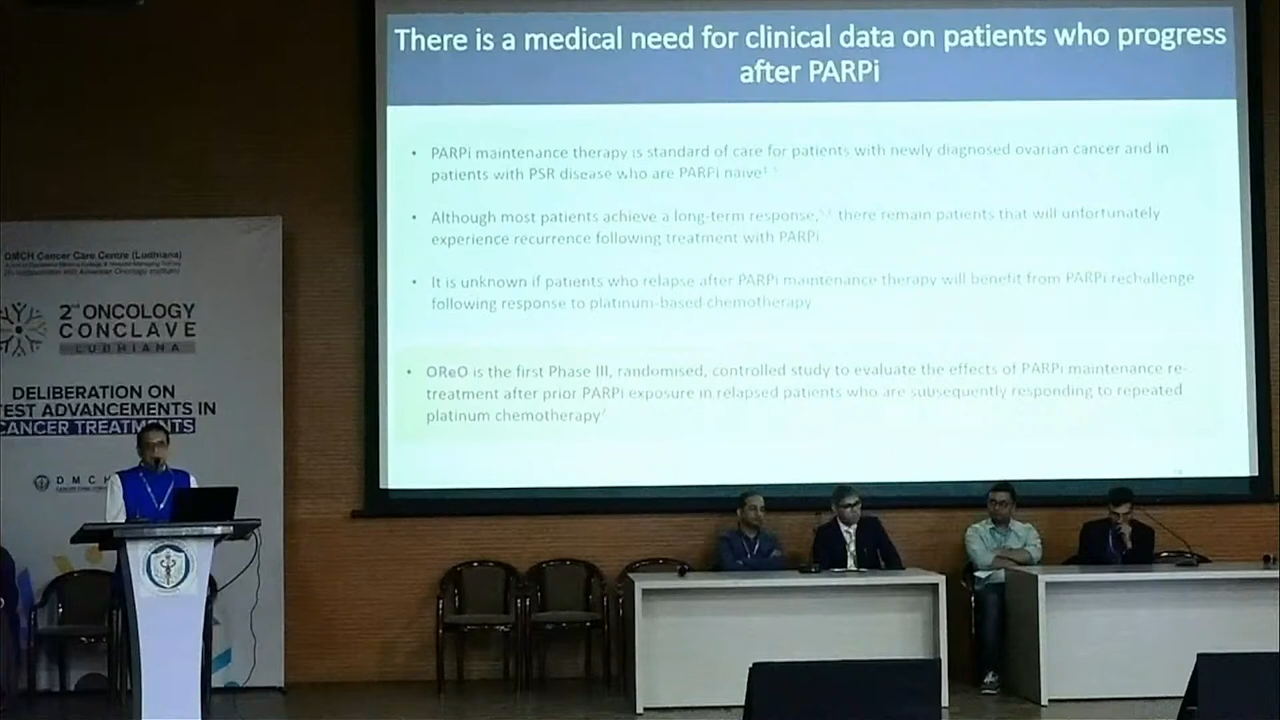 There is a medical need for clinical data on patients who progress
after PARPi
• PARPi maintenance therapy is standard of care for patients with newly diagnosed ovarian cancer and in
patients with PSR disease who are PARPi naive
• Although most patients achieve a long-term response, there remain patients that will unfortunately
experience recurrence following treatment with PARPi
• It is unknown if patients who relapse after PARPi maintenance therapy will benefit from PARPi rechallenge
following response to platinum-based chemotherapy
• OReO is the first Phase III, randomised, controlled study to evaluate the effects of PARPi maintenance re-
treatment after prior PARPi exposure in relapsed patients who are subsequently responding to repeated
platinum chemotherapy
DMCH Cancer Care Centre (Ludhiana)
2nd ONCOLOGY
CONCLAVE
LUDHIANA
DELIBERATION ON
TEST ADVANCEMENTS IN
CANCER TREATMENTS
DMCH